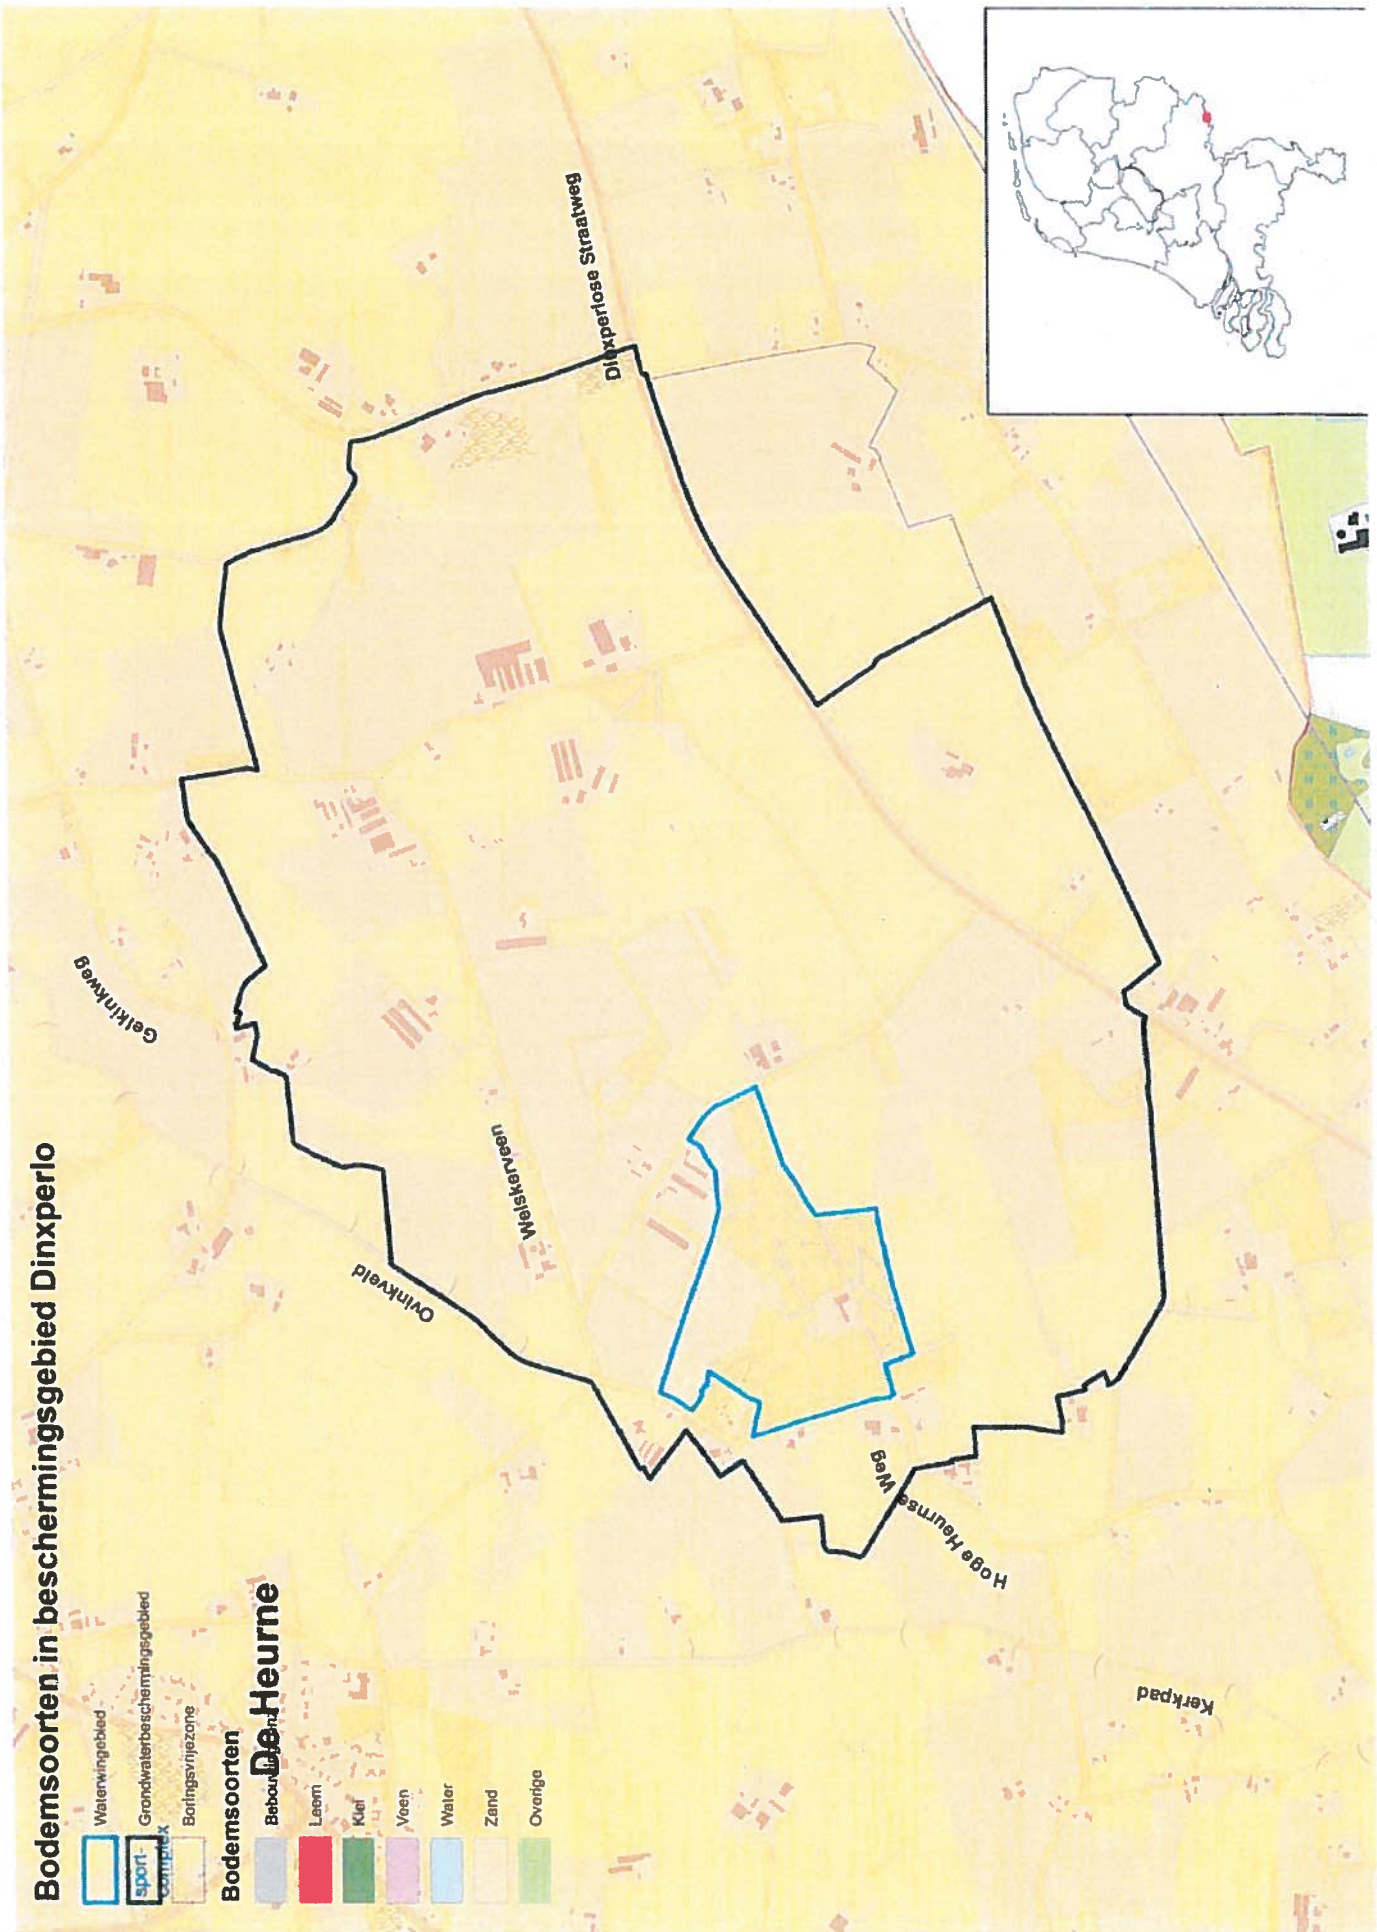 Bodemsoorten in beschermingsgebied Dinxperlo
Waterwingebied
Grondwaterbeschermingsgebied
sport-
complex
Boringsvrijezone
Bodemsoorten
De Heurne
Leem
Klei
Veen
Water
Zand
Overige
Gelkinkweg
Ovinkveld
Welskerveen
Dinxperlose Straatweg
Hoge Heurnse Weg
Kerkpad